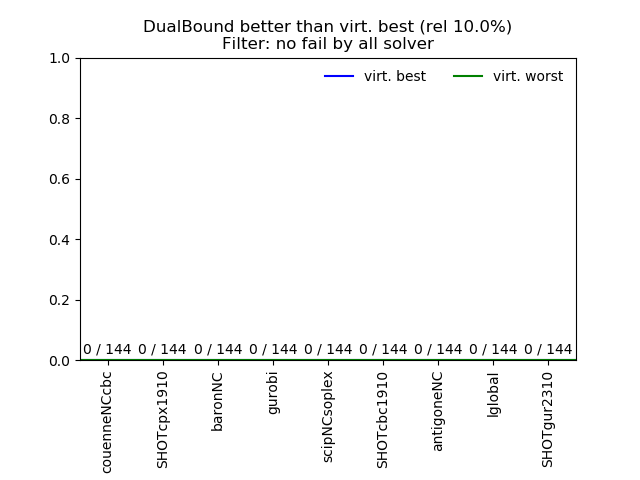 DualBound better than virt. best (rel 10.0%)
Filter: no fail by all solver
virt. best virt. worst
1.0
0.8
0.6
0.4
0.2
0.0
0 / 144 0 / 144 0 / 144 0 / 144 0 / 144 0 / 144 0 / 144 0 / 144 0 / 144
couenneNCcbc
SHOTcpx1910
baronNC
gurobi
scipNCsoplex
SHOTcbc1910
antigoneNC
lglobal
SHOTgur2310